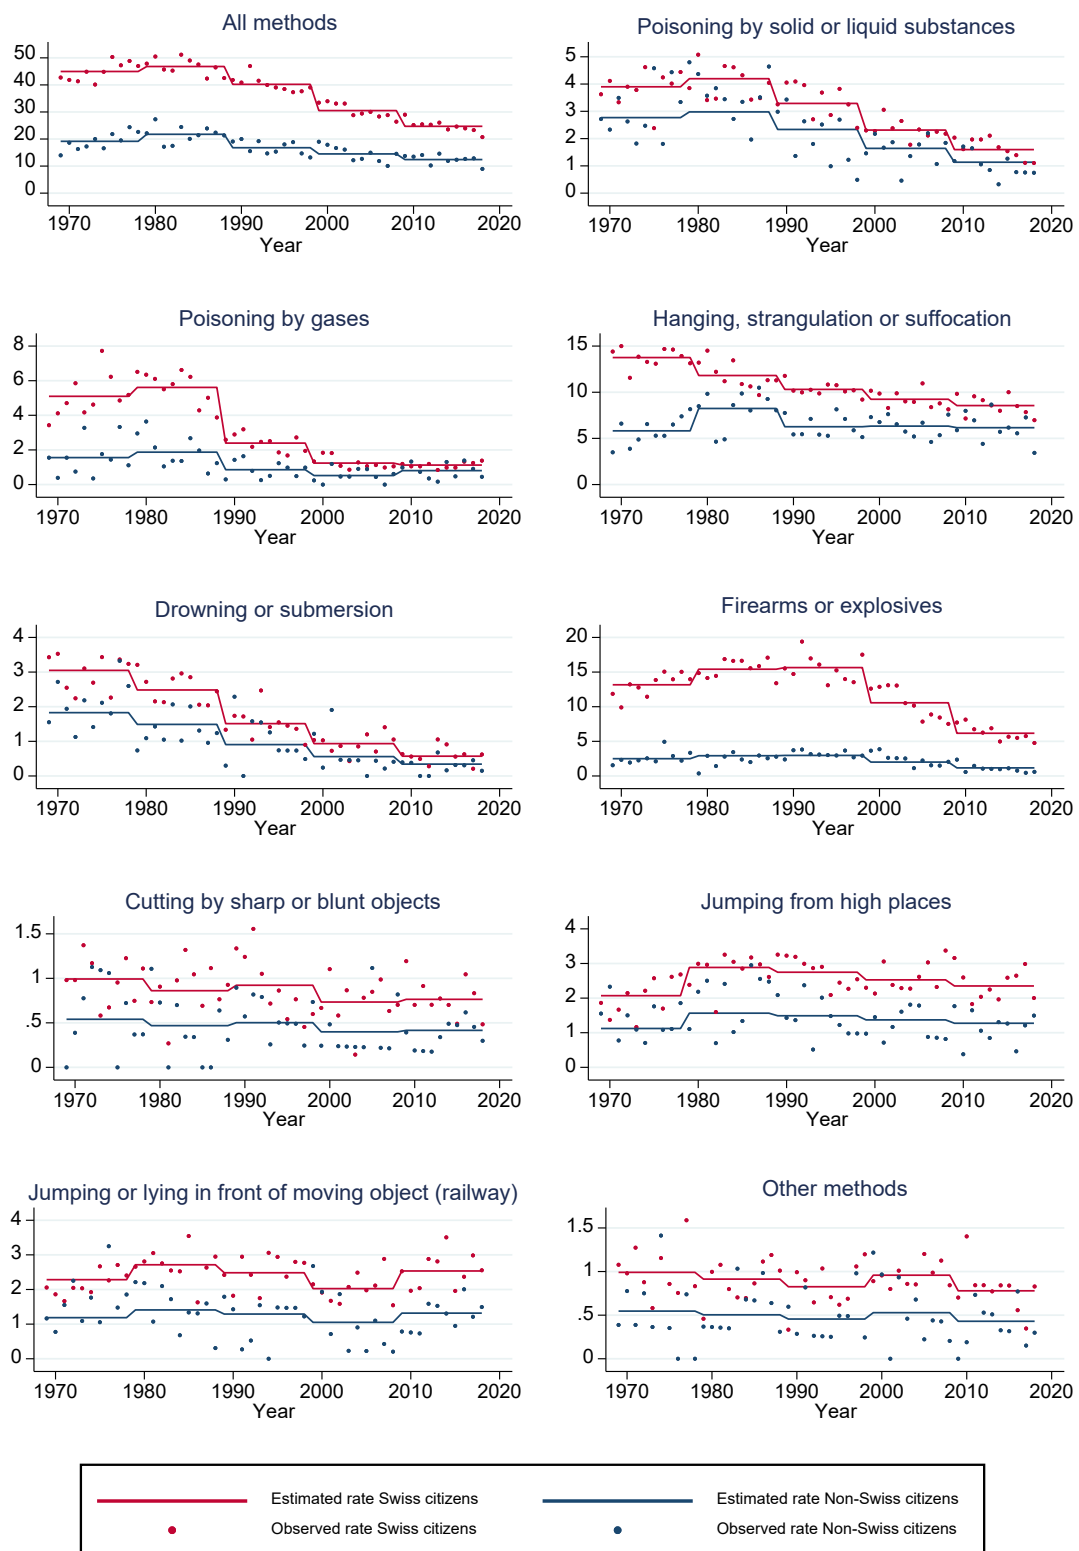 All methods
50
40
30
20
10
0
1970 1980 1990 2000 2010 2020
Year
Poisoning by solid or liquid substances
5
4
3
2
1
0
1970 1980 1990 2000 2010 2020
Year
Poisoning by gases
8
6
4
2
0
1970 1980 1990 2000 2010 2020
Year
Hanging, strangulation or suffocation
15
10
5
0
1970 1980 1990 2000 2010 2020
Year
Drowning or submersion
4
3
2
1
0
1970 1980 1990 2000 2010 2020
Year
Firearms or explosives
20
15
10
5
0
1970 1980 1990 2000 2010 2020
Year
Cutting by sharp or blunt objects
1.5
1
.5
0
1970 1980 1990 2000 2010 2020
Year
Jumping from high places
4
3
2
1
0
1970 1980 1990 2000 2010 2020
Year
Jumping or lying in front of moving object (railway)
4
3
2
1
0
1970 1980 1990 2000 2010 2020
Year
Other methods
1.5
1
.5
0
1970 1980 1990 2000 2010 2020
Year
Estimated rate Swiss citizens Estimated rate Non-Swiss citizens
Observed rate Swiss citizens Observed rate Non-Swiss citizens